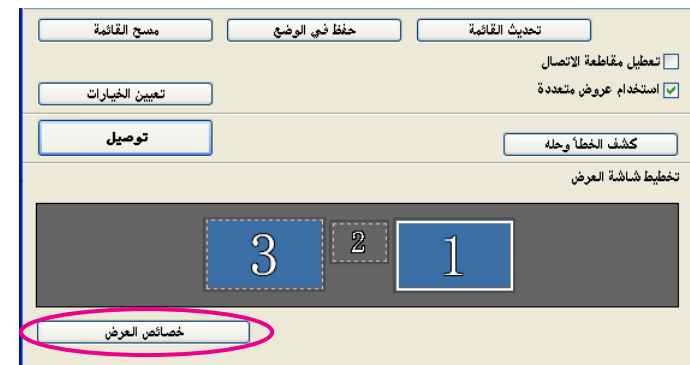 تحديث القائمة
حفظ في الوضع
مسح القائمة
تعطيل مقاطعة الاتصال
استخدام عروض متعددة
تعيين الخيارات
كشف الخطأ وحله
توصيل
تخطيط شاشة العرض
3 2 1
خصائص العرض